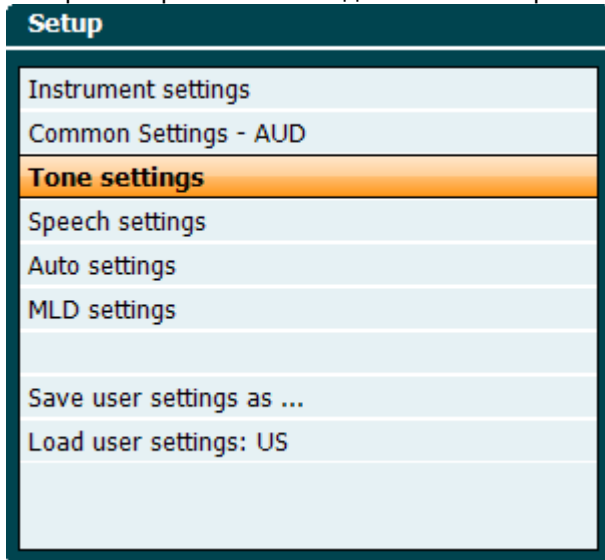 Setup
Instrument settings
Common Settings - AUD
Tone settings
Speech settings
Auto settings
MLD settings
Save user settings as ...
Load user settings: US